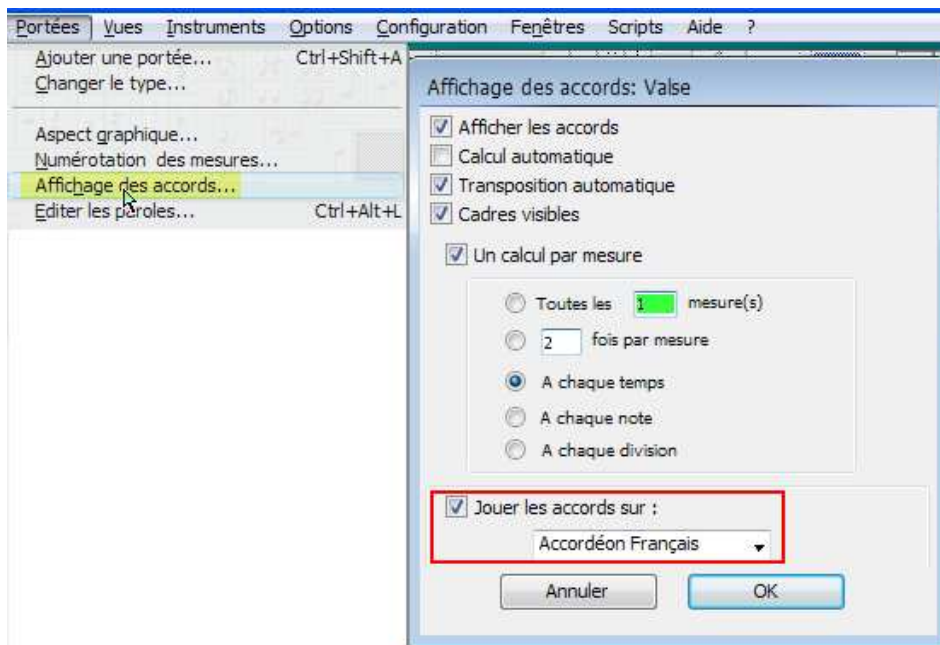 Portées Vues Instruments Options Configuration Fenêtres Scripts Aide ?
Ajouter une portée... Ctrl+Shift+A
Changer le type...
Aspect graphique...
Numérotation des mesures...
Affichage des accords...
Editer les paroles... Ctrl+Alt+L
Affichage des accords: Valse
Afficher les accords
Calcul automatique
Transposition automatique
Cadres visibles
Un calcul par mesure
Toutes les 1 mesure(s)
2 fois par mesure
A chaque temps
A chaque note
A chaque division
Jouer les accords sur :
Accordéon Français
Annuler OK